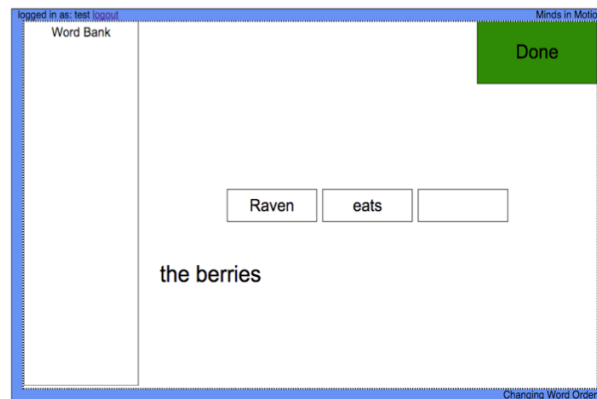 logged in as: test logout
Minds in Motio
Word Bank
Done
Raven eats
the berries
Changing Word Order